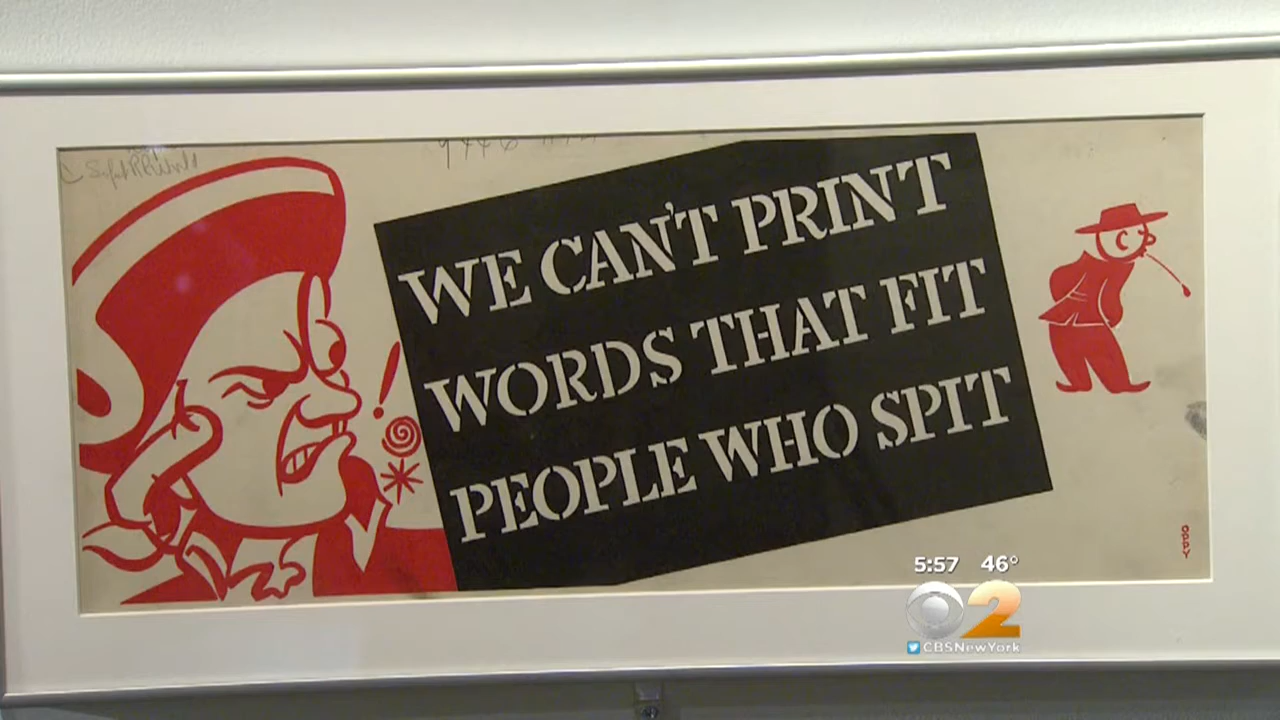 WE CAN'T PRINT
WORDS THAT FIT
PEOPLE WHO SPIT
OPPY
5:57 46°
2
CBSNewYork